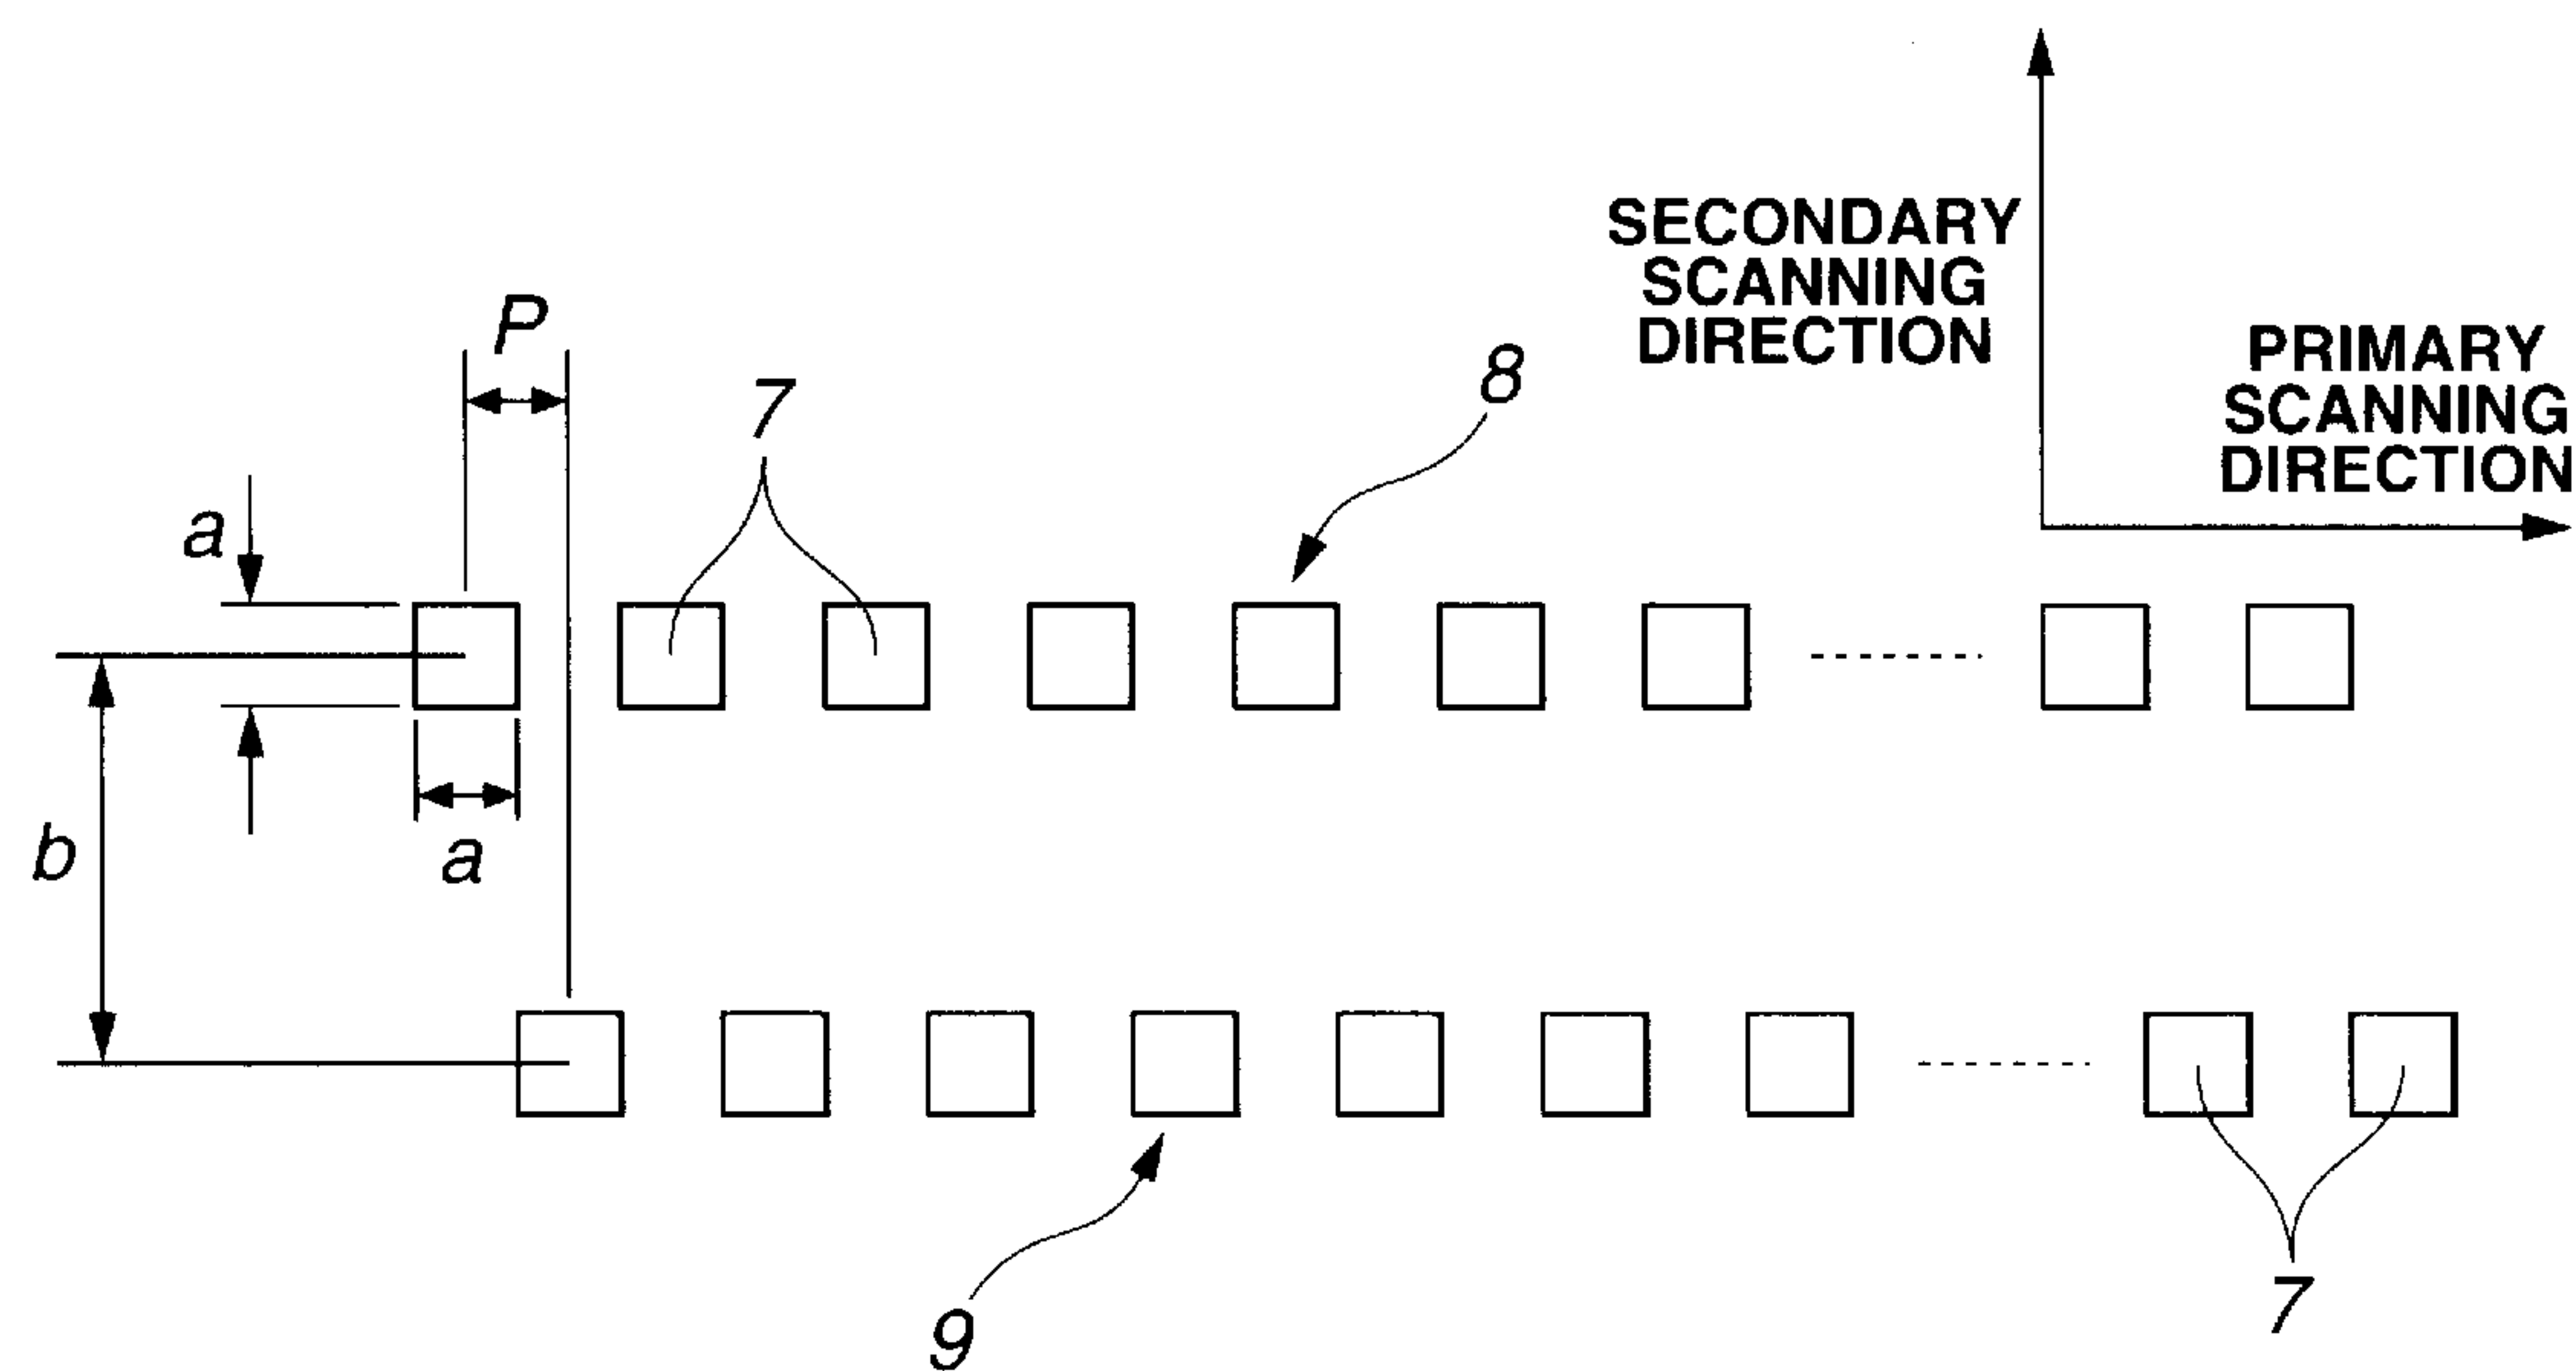 SECONDARY
SCANNING
DIRECTION
P
PRIMARY
SCANNING
DIRECTION
7
8
a
b
a
9
7